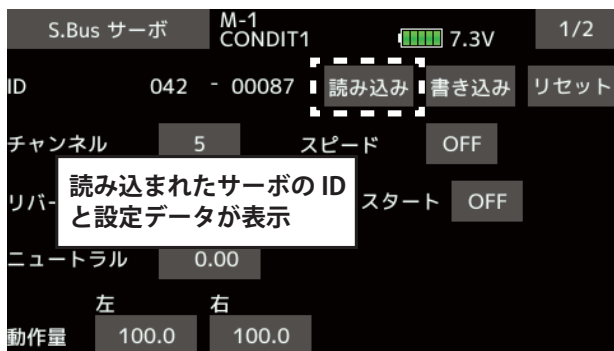 S.Bus サーボ
M-1
CONDIT1
7.3V
1/2
ID 042 - 00087 読み込み 書き込み リセット
チャンネル 5 スピード OFF
読み込まれたサーボの ID
と設定データが表示
リバー スタート OFF
ニュートラル 0.00
左 右
動作量 100.0 100.0